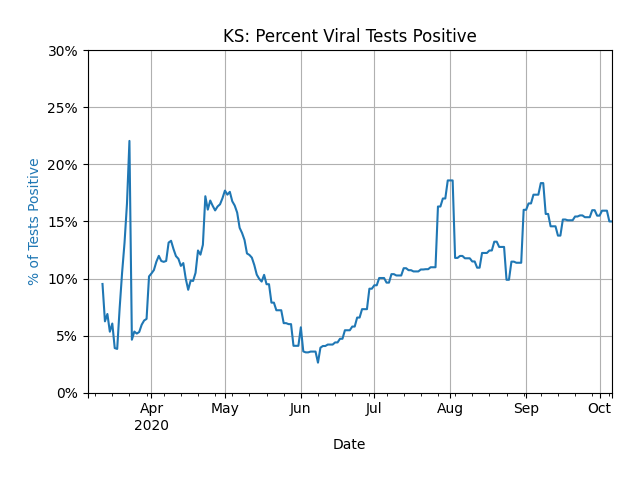 KS: Percent Viral Tests Positive
30%
25%
20%
15%
10%
5%
0%
% of Tests Positive
Apr
2020
May
Jun
Jul
Aug
Sep
Oct
Date